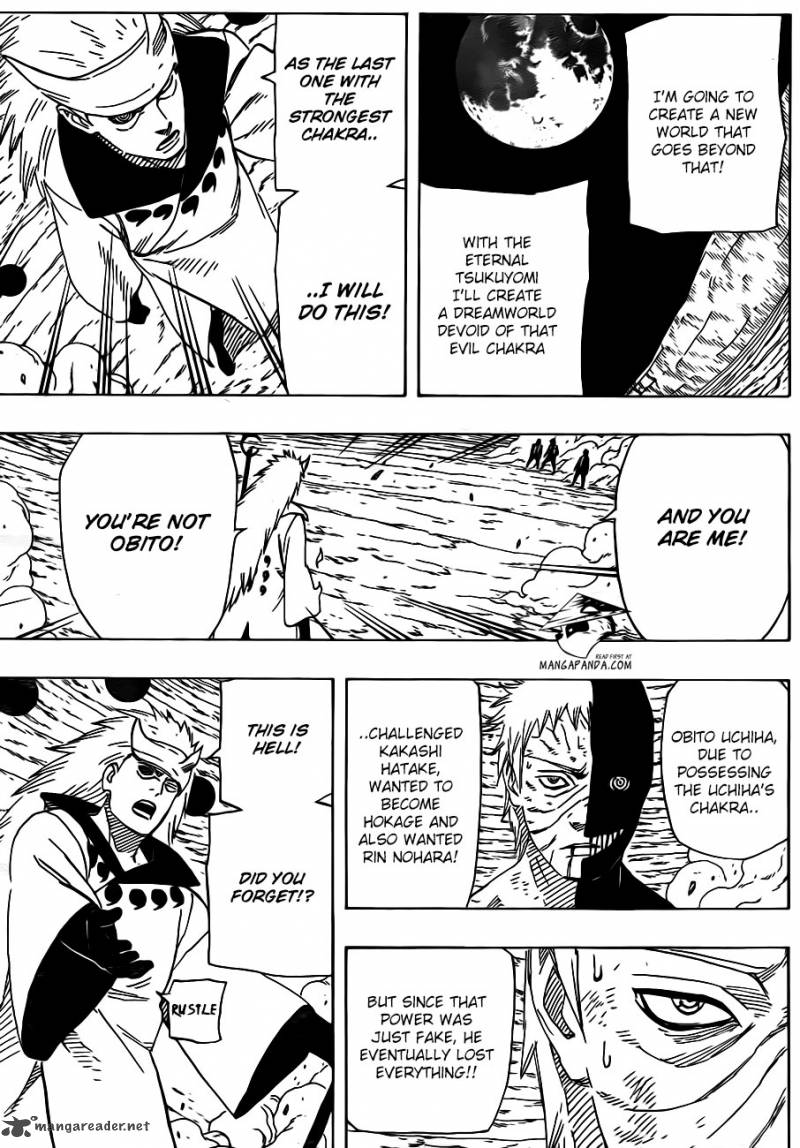 I'M GOING TO
CREATE A NEW
WORLD THAT
GOES BEYOND
THAT!
WITH THE
ETERNAL
TSUKUYOMI
I'LL CREATE
A DREAMWORLD
DEVOID OF THAT
EVIL CHAKRA
AS THE LAST
ONE WITH
THE
STRONGEST
CHAKRA..
..I WILL
DO THIS!
AND YOU
ARE ME!
YOU'RE NOT
OBITO!
READ FIRST AT
MANGAPANDA.COM
OBITO UCHIHA,
DUE TO
POSSESSING
THE UCHIHA'S
CHAKRA..
..CHALLENGED
KAKASHI
HATAKE,
WANTED TO
BECOME
HOKAGE AND
ALSO WANTED
RIN NOHARA!
BUT SINCE THAT
POWER WAS
JUST FAKE, HE
EVENTUALLY LOST
EVERYTHING!!
THIS IS
HELL!
DID YOU
FORGET!?
RUSTLE
mangareader.net